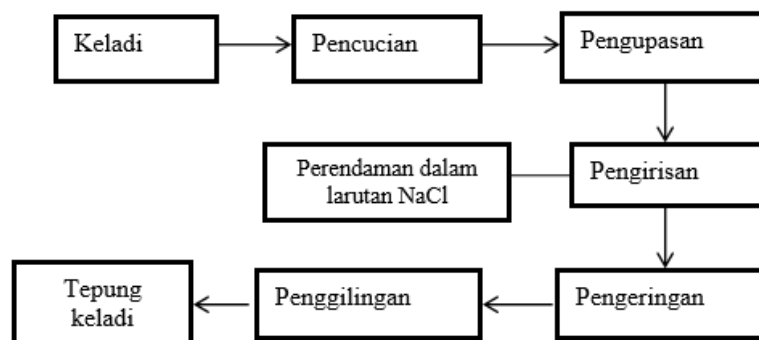 Keladi
Pencucian
Pengupasan
Perendaman dalam
larutan NaCl
Pengirisan
Tepung
keladi
Penggilingan
Pengeringan